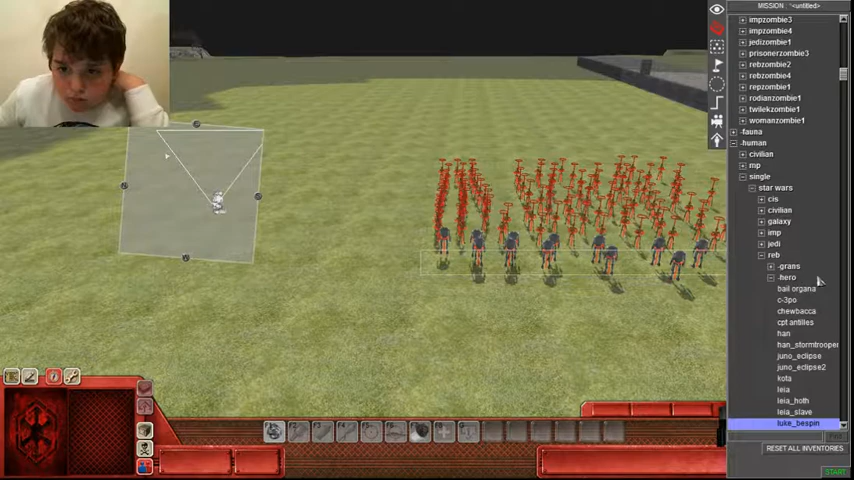 MISSION : *<untitled>
impzombie3
impzombie4
jedizombie1
prisonerzombie3
rebzombie2
rebzombie4
repzombie1
rodianzombie1
twilekzombie1
womanzombie1
-fauna
-human
civilian
mp
single
star wars
cis
civilian
galaxy
imp
jedi
reb
-grans
-hero
bail organa
c-3po
chewbacca
cpt antilles
han
han_stormtrooper
juno_eclipse
juno_eclipse2
kota
leia
leia_hoth
leia_slave
luke_bespin
RESET ALL INVENTORIES
START